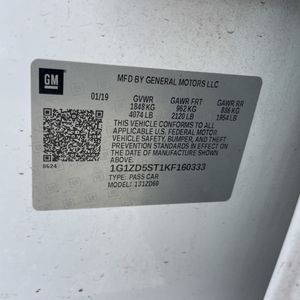 GM
MFD BY GENERAL MOTORS LLC
01/19 GVWR GAWR FRT GAWR RR
1848 KG 962 KG 886 KG
4074 LB 2120 LB 1954 LB
THIS VEHICLE CONFORMS TO ALL
APPLICABLE U.S. FEDERAL MOTOR
VEHICLE SAFETY, BUMPER, AND THEFT
PREVENTION STANDARDS IN EFFECT ON
THE DATE OF MANUFACTURE SHOWN ABOVE.
8624 1G1ZD5ST1KF160333
TYPE: PASS CAR
MODEL: 131ZD69